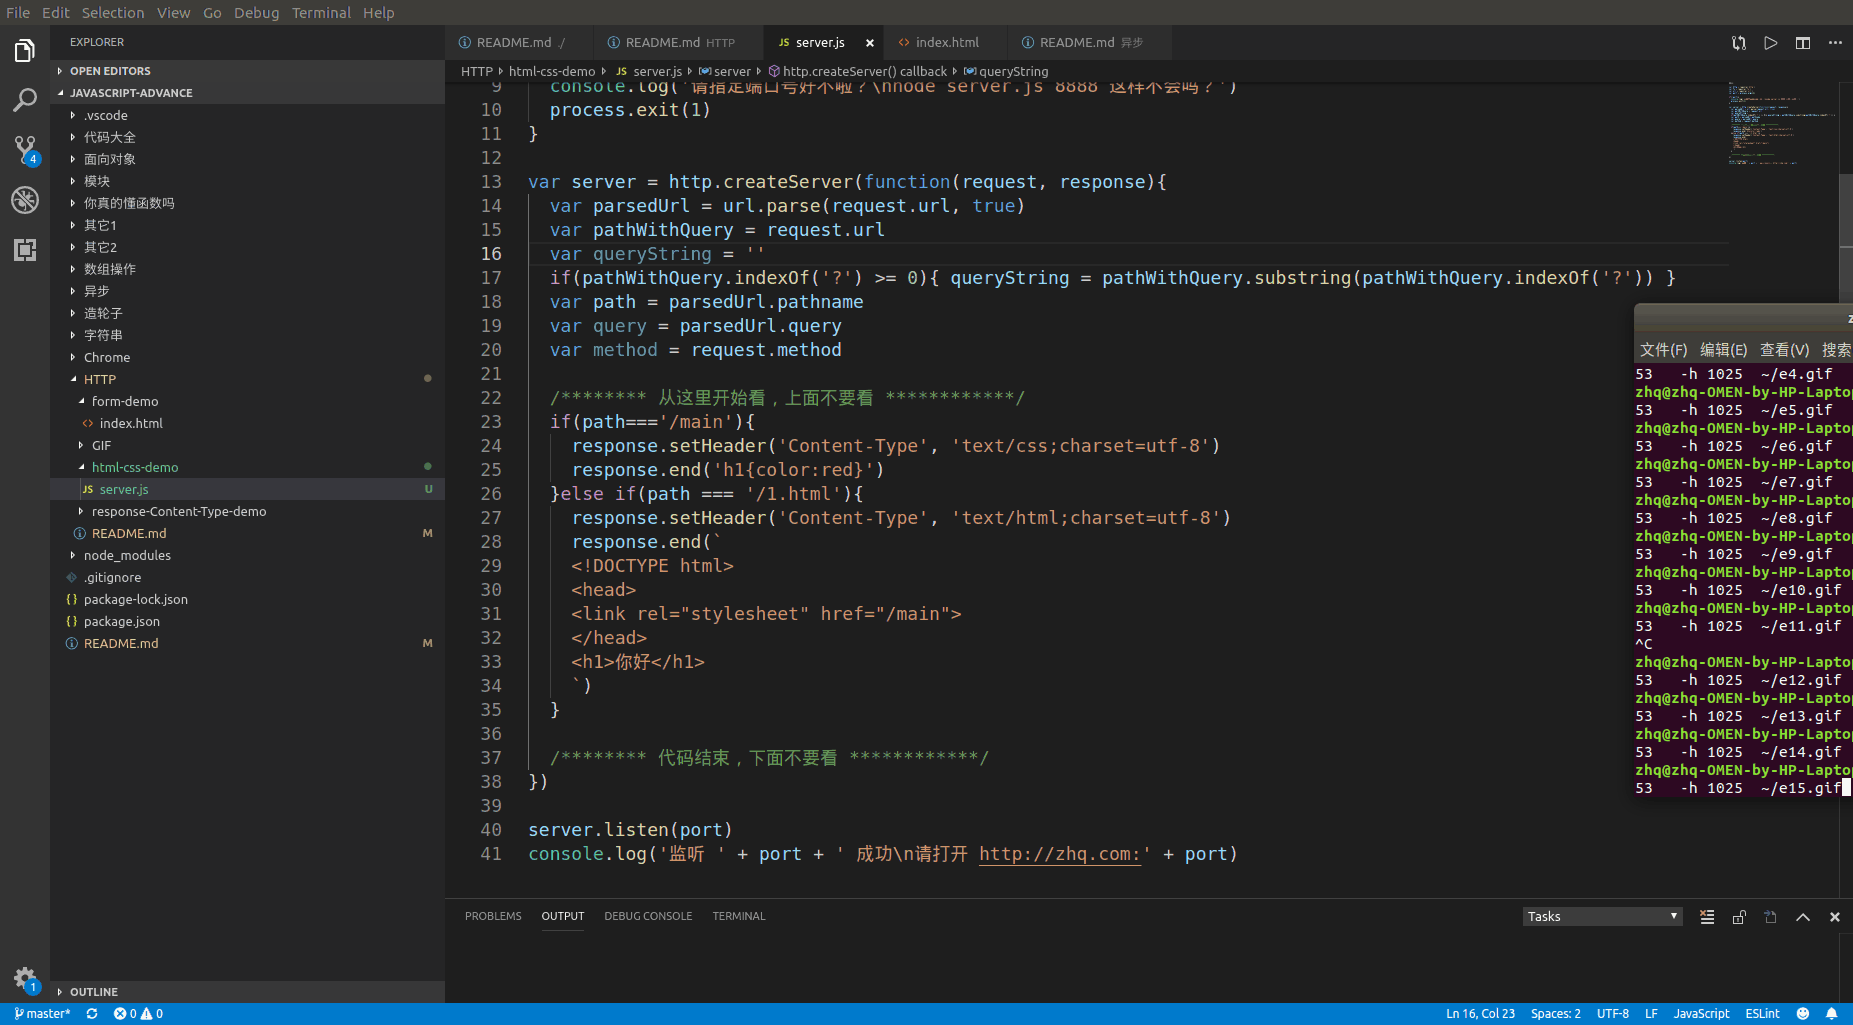 File Edit Selection View Go Debug Terminal Help
EXPLORER
OPEN EDITORS
JAVASCRIPT-ADVANCE
.vscode
代码大全
面向对象
模块
你真的懂函数吗
其它1
其它2
数组操作
异步
造轮子
字符串
Chrome
HTTP
form-demo
<> index.html
GIF
html-css-demo
JS server.js U
response-Content-Type-demo
README.md M
node_modules
.gitignore
{} package-lock.json
{} package.json
README.md M
OUTLINE
4
1
README.md ./ README.md HTTP JS server.js × <> index.html README.md 异步
HTTP html-css-demo JS server.js server http.createServer() callback queryString
9 console.log('请指定端口号好不啦？\nnode server.js 8888 这样不会吗？')
10 process.exit(1)
11 }
12
13 var server = http.createServer(function(request, response){
14 var parsedUrl = url.parse(request.url, true)
15 var pathWithQuery = request.url
16 var queryString = ''
17 if(pathWithQuery.indexOf('?') >= 0){ queryString = pathWithQuery.substring(pathWithQuery.indexOf('?')) }
18 var path = parsedUrl.pathname
19 var query = parsedUrl.query
20 var method = request.method
21
22 /******** 从这里开始看，上面不要看 ************/
23 if(path==='/main'){
24 response.setHeader('Content-Type', 'text/css;charset=utf-8')
25 response.end('h1{color:red}')
26 }else if(path === '/1.html'){
27 response.setHeader('Content-Type', 'text/html;charset=utf-8')
28 response.end(`
29 <!DOCTYPE html>
30 <head>
31 <link rel="stylesheet" href="/main">
32 </head>
33 <h1>你好</h1>
34 `)
35 }
36
37 /******** 代码结束，下面不要看 ************/
38 })
39
40 server.listen(port)
41 console.log('监听 ' + port + ' 成功\n请打开 http://zhq.com:' + port)
文件(F) 编辑(E) 查看(V) 搜索
53 -h 1025 ~/e4.gif
zhq@zhq-OMEN-by-HP-Lapto
53 -h 1025 ~/e5.gif
zhq@zhq-OMEN-by-HP-Lapto
53 -h 1025 ~/e6.gif
zhq@zhq-OMEN-by-HP-Lapto
53 -h 1025 ~/e7.gif
zhq@zhq-OMEN-by-HP-Lapto
53 -h 1025 ~/e8.gif
zhq@zhq-OMEN-by-HP-Lapto
53 -h 1025 ~/e9.gif
zhq@zhq-OMEN-by-HP-Lapto
53 -h 1025 ~/e10.gif
zhq@zhq-OMEN-by-HP-Lapto
53 -h 1025 ~/e11.gif
^C
zhq@zhq-OMEN-by-HP-Lapto
53 -h 1025 ~/e12.gif
zhq@zhq-OMEN-by-HP-Lapto
53 -h 1025 ~/e13.gif
zhq@zhq-OMEN-by-HP-Lapto
53 -h 1025 ~/e14.gif
zhq@zhq-OMEN-by-HP-Lapto
53 -h 1025 ~/e15.gif
PROBLEMS OUTPUT DEBUG CONSOLE TERMINAL Tasks
master* 0 0 Ln 16, Col 23 Spaces: 2 UTF-8 LF JavaScript ESLint